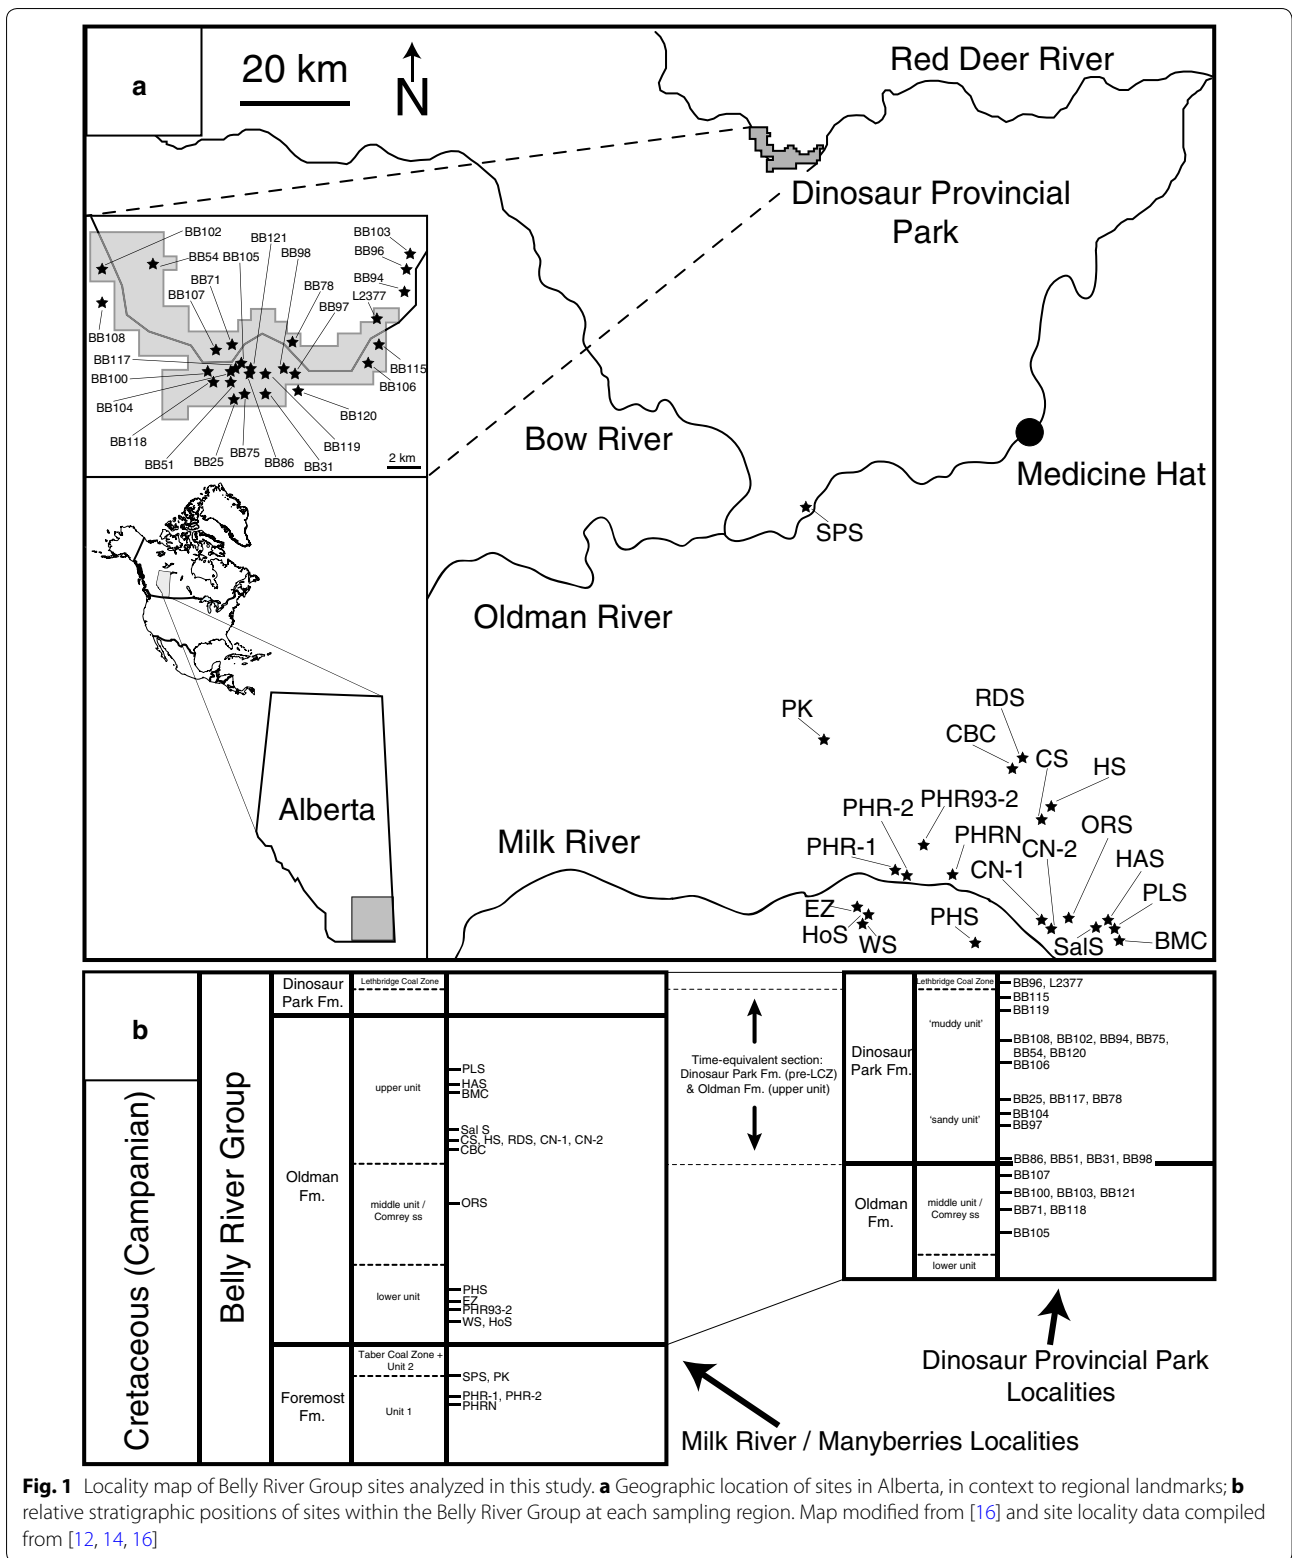 a
20 km
N
Red Deer River
Dinosaur Provincial
Park
BB102
BB121
BB103
BB54
BB105
BB98
BB96
BB71
BB78
BB94
BB107
BB97
L2377
BB108
BB117
BB115
BB100
BB106
BB104
BB120
BB118
BB119
BB51
BB25
BB75
BB86
BB31
2 km
Bow River
Medicine Hat
SPS
Oldman River
Alberta
PK
RDS
CBC
CS
HS
PHR-2
PHR93-2
ORS
Milk River
PHR-1
PHRN
CN-2
CN-1
HAS
PLS
EZ
HoS
WS
PHS
SalS
BMC
b
Cretaceous (Campanian)
Belly River Group
Dinosaur
Park Fm.
Lethbridge Coal Zone
Oldman
Fm.
upper unit
PLS
HAS
BMC
Sal S
CS, HS, RDS, CN-1, CN-2
CBC
middle unit /
Comrey ss
ORS
lower unit
PHS
EZ
PHR93-2
WS, HoS
Foremost
Fm.
Taber Coal Zone +
Unit 2
SPS, PK
Unit 1
PHR-1, PHR-2
PHRN
Time-equivalent section:
Dinosaur Park Fm. (pre-LCZ)
& Oldman Fm. (upper unit)
Dinosaur
Park Fm.
Lethbridge Coal Zone
BB96, L2377
BB115
BB119
'muddy unit'
BB108, BB102, BB94, BB75,
BB54, BB120
BB106
BB25, BB117, BB78
'sandy unit'
BB104
BB97
BB86, BB51, BB31, BB98
Oldman
Fm.
BB107
middle unit /
Comrey ss
BB100, BB103, BB121
BB71, BB118
BB105
lower unit
Dinosaur Provincial Park
Localities
Milk River / Manyberries Localities
Fig. 1 Locality map of Belly River Group sites analyzed in this study. a Geographic location of sites in Alberta, in context to regional landmarks; b
relative stratigraphic positions of sites within the Belly River Group at each sampling region. Map modified from [16] and site locality data compiled
from [12, 14, 16]